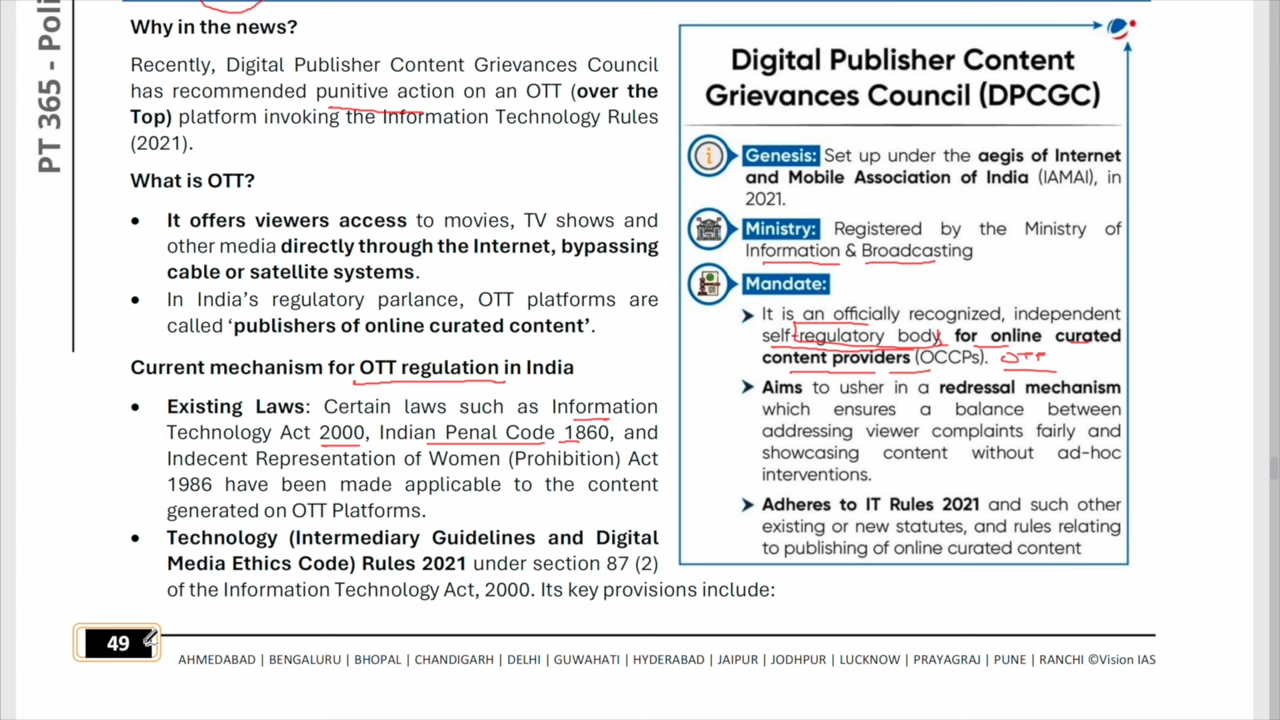 PT 365 - Poli
Why in the news?
Recently, Digital Publisher Content Grievances Council
has recommended punitive action on an OTT (over the
Top) platform invoking the Information Technology Rules
(2021).
What is OTT?
• It offers viewers access to movies, TV shows and
other media directly through the Internet, bypassing
cable or satellite systems.
• In India's regulatory parlance, OTT platforms are
called 'publishers of online curated content'.
Current mechanism for OTT regulation in India
• Existing Laws: Certain laws such as Information
Technology Act 2000, Indian Penal Code 1860, and
Indecent Representation of Women (Prohibition) Act
1986 have been made applicable to the content
generated on OTT Platforms.
• Technology (Intermediary Guidelines and Digital
Media Ethics Code) Rules 2021 under section 87 (2)
of the Information Technology Act, 2000. Its key provisions include:
Digital Publisher Content
Grievances Council (DPCGC)
Genesis: Set up under the aegis of Internet
and Mobile Association of India (IAMAI), in
2021.
Ministry: Registered by the Ministry of
Information & Broadcasting
Mandate:
It is an officially recognized, independent
self-regulatory body for online curated
content providers (OCCPs). OTT
Aims to usher in a redressal mechanism
which ensures a balance between
addressing viewer complaints fairly and
showcasing content without ad-hoc
interventions.
Adheres to IT Rules 2021 and such other
existing or new statutes, and rules relating
to publishing of online curated content
49
AHMEDABAD | BENGALURU | BHOPAL | CHANDIGARH | DELHI | GUWAHATI | HYDERABAD | JAIPUR | JODHPUR | LUCKNOW | PRAYAGRAJ | PUNE | RANCHI ©Vision IAS